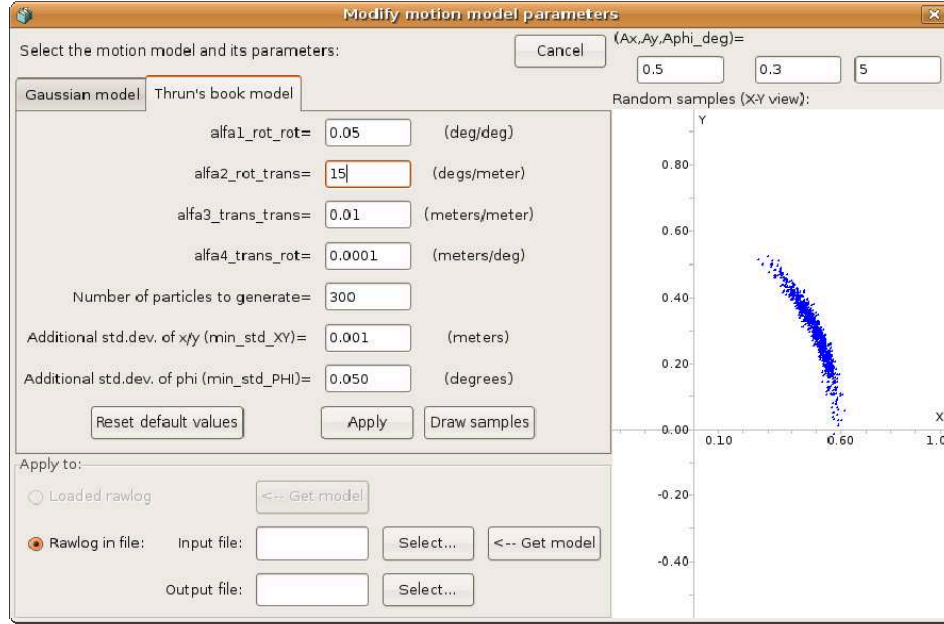 Modify motion model parameters
Select the motion model and its parameters:
Cancel
(Ax,Ay,Aphi_deg)=
0.5 0.3 5
Gaussian model Thrun's book model
Random samples (X-Y view):
alfa1_rot_rot= 0.05 (deg/deg)
alfa2_rot_trans= 15 (degs/meter)
alfa3_trans_trans= 0.01 (meters/meter)
alfa4_trans_rot= 0.0001 (meters/deg)
Number of particles to generate= 300
Additional std.dev. of x/y (min_std_XY)= 0.001 (meters)
Additional std.dev. of phi (min_std_PHI)= 0.050 (degrees)
Reset default values Apply Draw samples
Apply to:
Loaded rawlog <-- Get model
Rawlog in file: Input file: Select... <-- Get model
Output file: Select...
Y
0.80
0.60
0.40
0.20
X
0.00 0.10 0.60 1.0
-0.20
-0.40